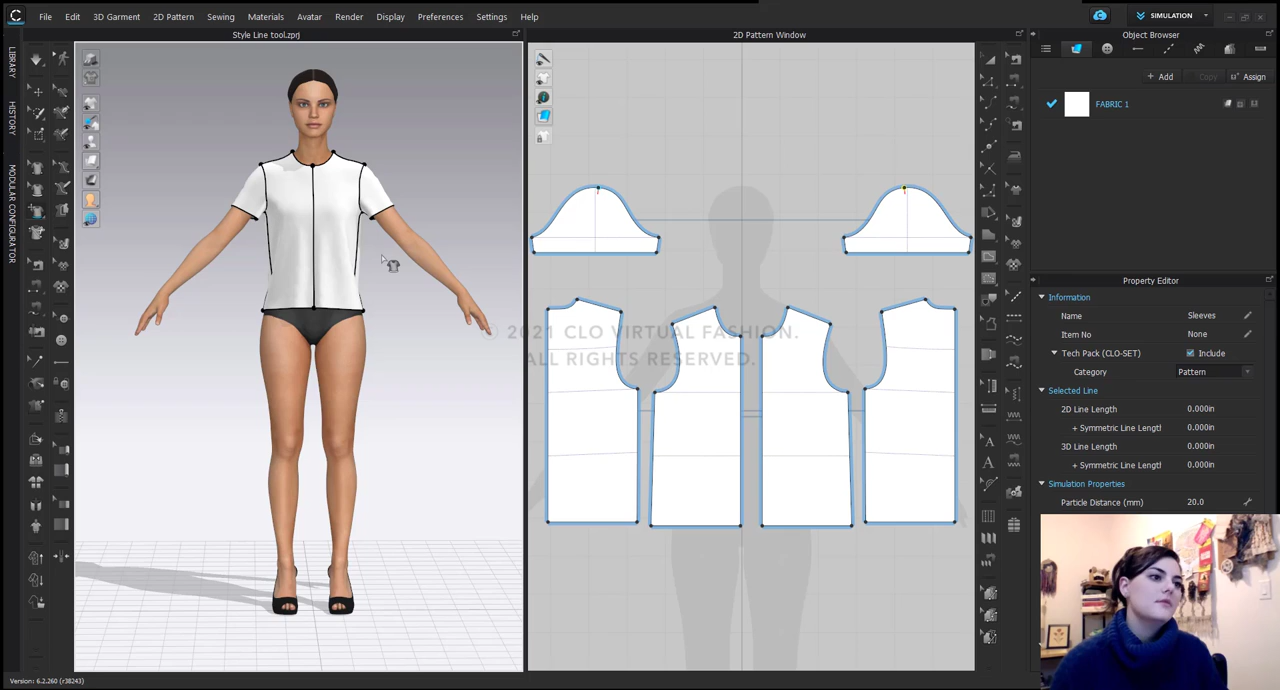 File Edit 3D Garment 2D Pattern Sewing Materials Avatar Render Display Preferences Settings Help
SIMULATION
Style Line tool.zprj
2D Pattern Window
Object Browser
LIBRARY
HISTORY
MODULAR CONFIGURATOR
+ Add
Copy
Assign
FABRIC 1
2021 CLO VIRTUAL FASHION.
ALL RIGHTS RESERVED.
Property Editor
Information
Name Sleeves
Item No None
Tech Pack (CLO-SET) Include
Category Pattern
Selected Line
2D Line Length 0.000in
+ Symmetric Line Lengtl 0.000in
3D Line Length 0.000in
+ Symmetric Line Lengtl 0.000in
Simulation Properties
Particle Distance (mm) 20.0
Version: 6.2.260 (r38243)